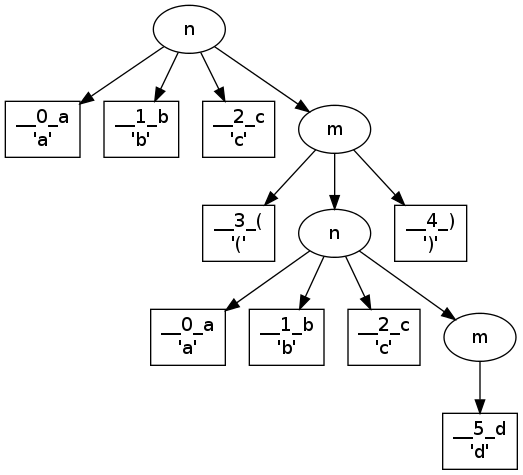 n
__0_a
'a'
__1_b
'b'
__2_c
'c'
m
__3_(
'('
n
__4_)
')'
__0_a
'a'
__1_b
'b'
__2_c
'c'
m
__5_d
'd'